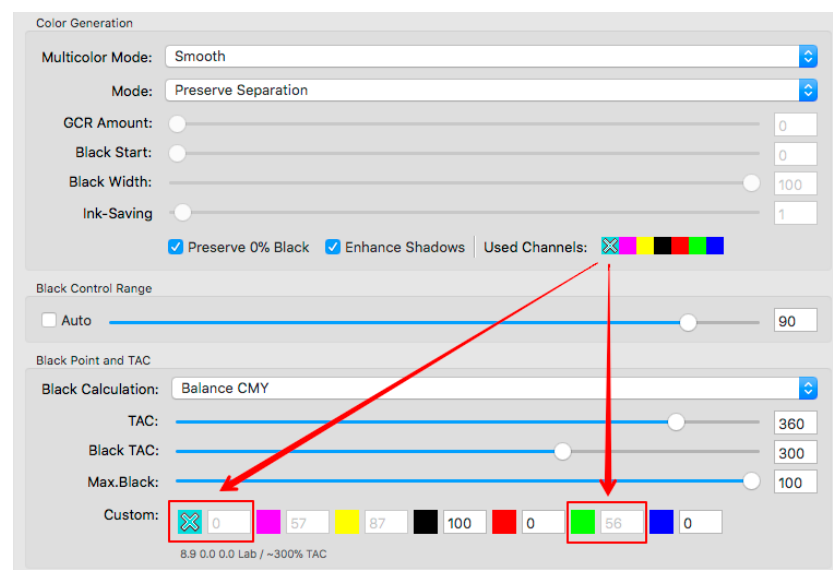 Color Generation
Multicolor Mode: Smooth
Mode: Preserve Separation
GCR Amount: 0
Black Start: 0
Black Width: 100
Ink-Saving 1
Preserve 0% Black Enhance Shadows Used Channels:
Black Control Range
Auto 90
Black Point and TAC
Black Calculation: Balance CMY
TAC: 360
Black TAC: 300
Max.Black: 100
Custom: 0 57 87 100 0 56 0
8.9 0.0 0.0 Lab / ~300% TAC